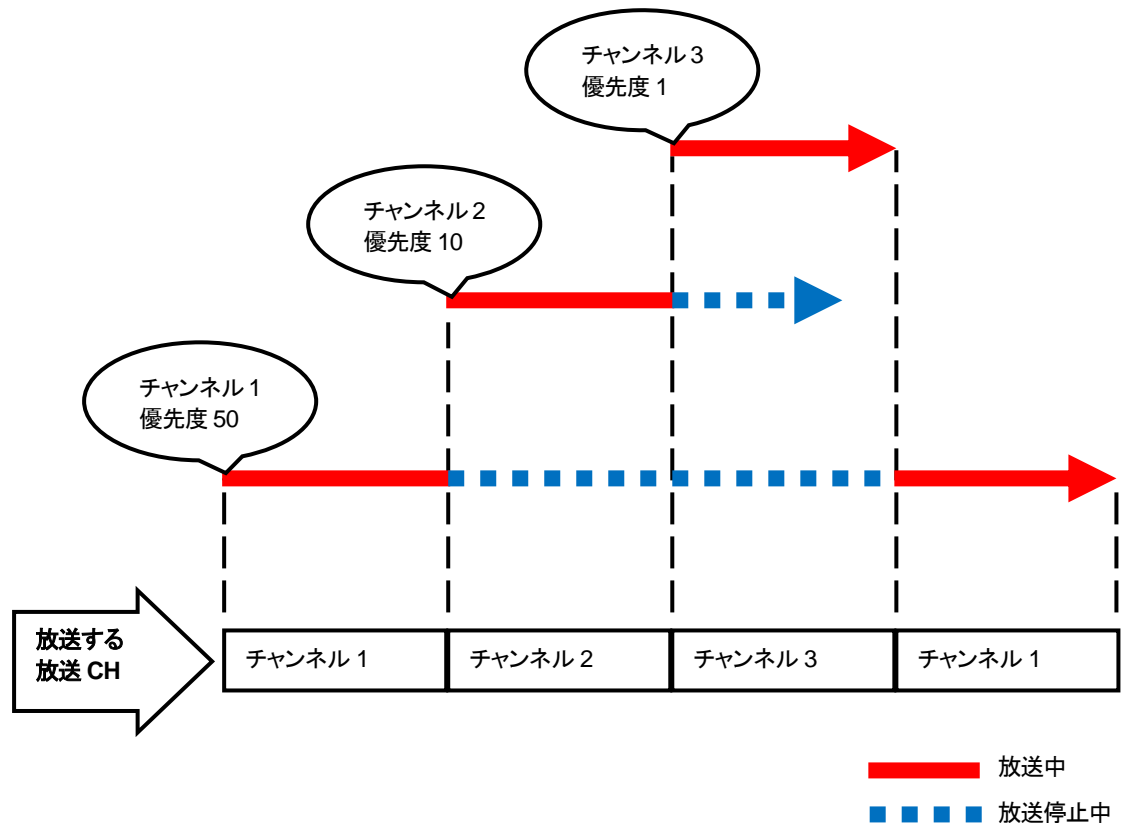 チャンネル 3
優先度 1
チャンネル 2
優先度 10
チャンネル 1
優先度 50
放送する
放送 CH
チャンネル 1
チャンネル 2
チャンネル 3
チャンネル 1
放送中
放送停止中